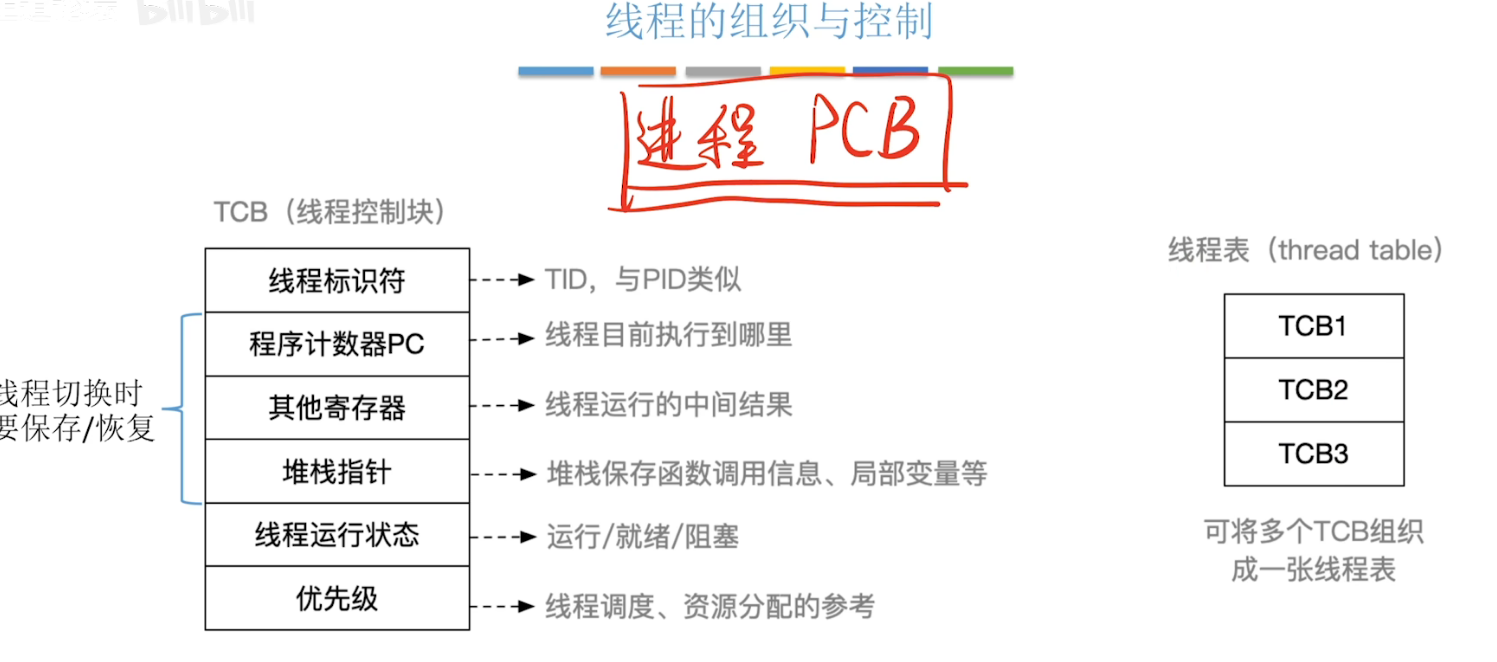 bilibili
线程的组织与控制
进程 PCB
TCB（线程控制块）
线程标识符
TID，与PID类似
程序计数器PC
线程目前执行到哪里
其他寄存器
线程运行的中间结果
堆栈指针
堆栈保存函数调用信息、局部变量等
线程运行状态
运行/就绪/阻塞
优先级
线程调度、资源分配的参考
线程切换时
要保存/恢复
线程表（thread table）
TCB1
TCB2
TCB3
可将多个TCB组织
成一张线程表